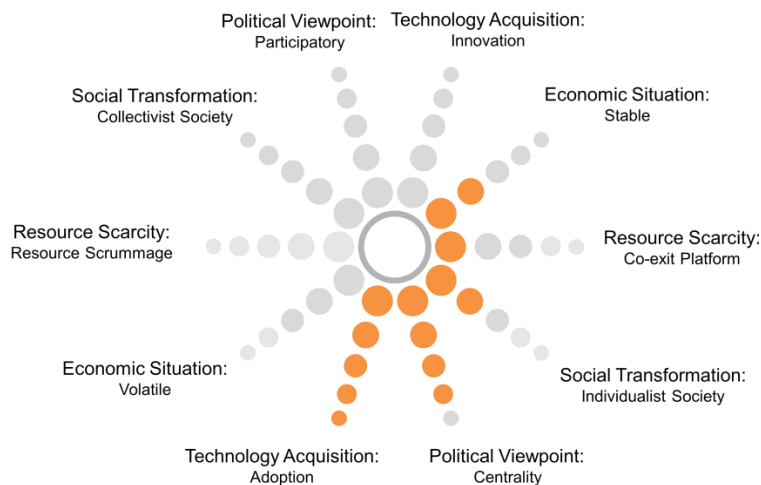 Political Viewpoint:
Participatory
Technology Acquisition:
Innovation
Social Transformation:
Collectivist Society
Economic Situation:
Stable
Resource Scarcity:
Resource Scrummage
Resource Scarcity:
Co-exit Platform
Economic Situation:
Volatile
Social Transformation:
Individualist Society
Technology Acquisition:
Adoption
Political Viewpoint:
Centrality